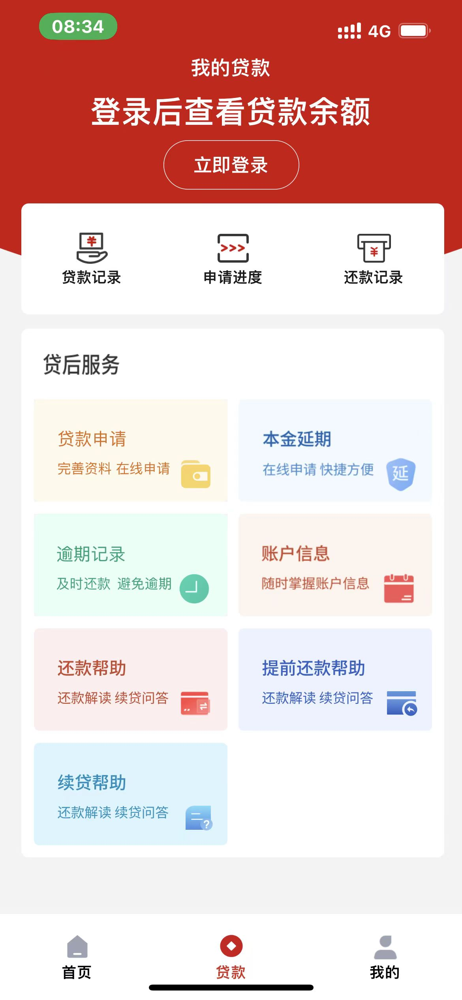 08:34
4G
我的贷款
登录后查看贷款余额
立即登录
贷款记录
申请进度
还款记录
贷后服务
贷款申请
完善资料 在线申请
本金延期
在线申请 快捷方便
延
逾期记录
及时还款 避免逾期
账户信息
随时掌握账户信息
还款帮助
还款解读 续贷问答
提前还款帮助
还款解读 续贷问答
续贷帮助
还款解读 续贷问答
首页
贷款
我的